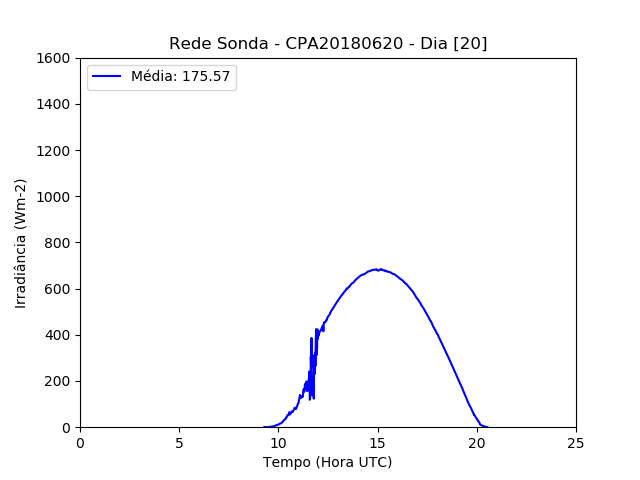 Rede Sonda - CPA20180620 - Dia [20]
Média: 175.57
1600
1400
1200
1000
800
600
400
200
0
Irradiância (Wm-2)
0 5 10 15 20 25
Tempo (Hora UTC)